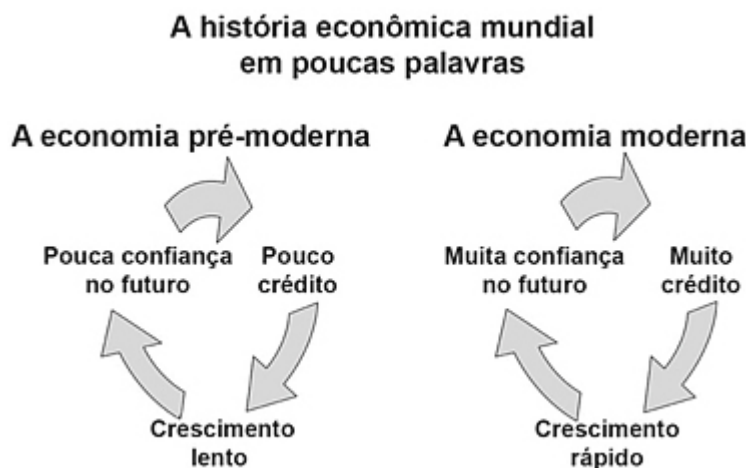 A história econômica mundial
em poucas palavras
A economia pré-moderna
Pouca confiança
no futuro
Pouco
crédito
Crescimento
lento
A economia moderna
Muita confiança
no futuro
Muito
crédito
Crescimento
rápido